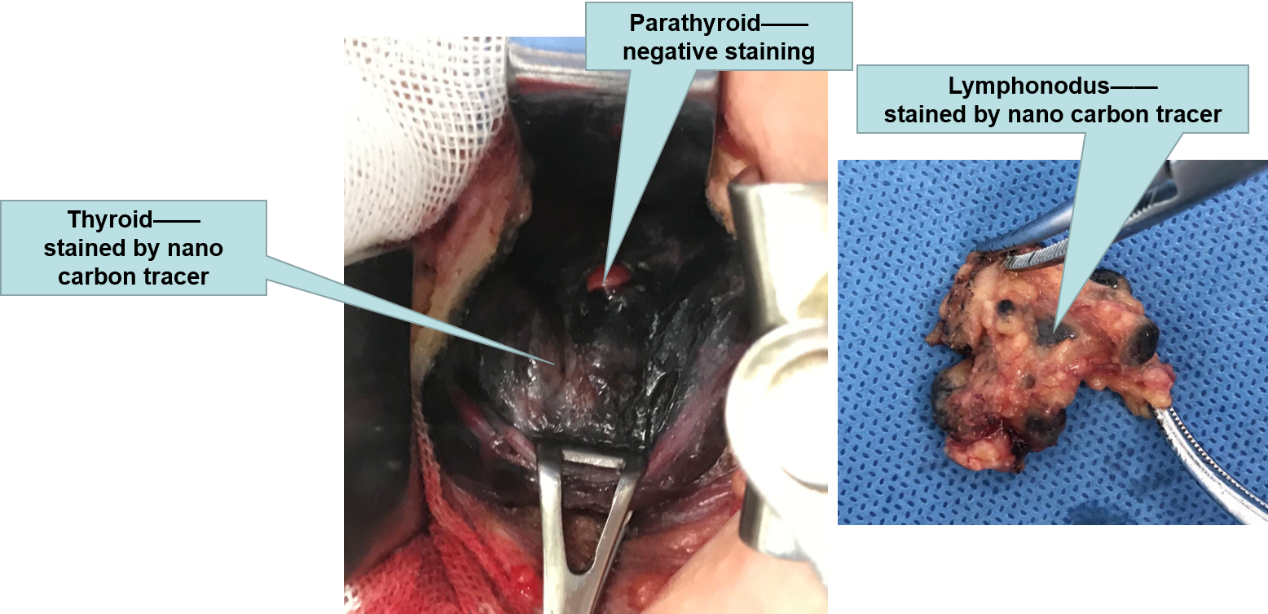 Parathyroid——
negative staining
Lymphonodus——
stained by nano carbon tracer
Thyroid——
stained by nano
carbon tracer